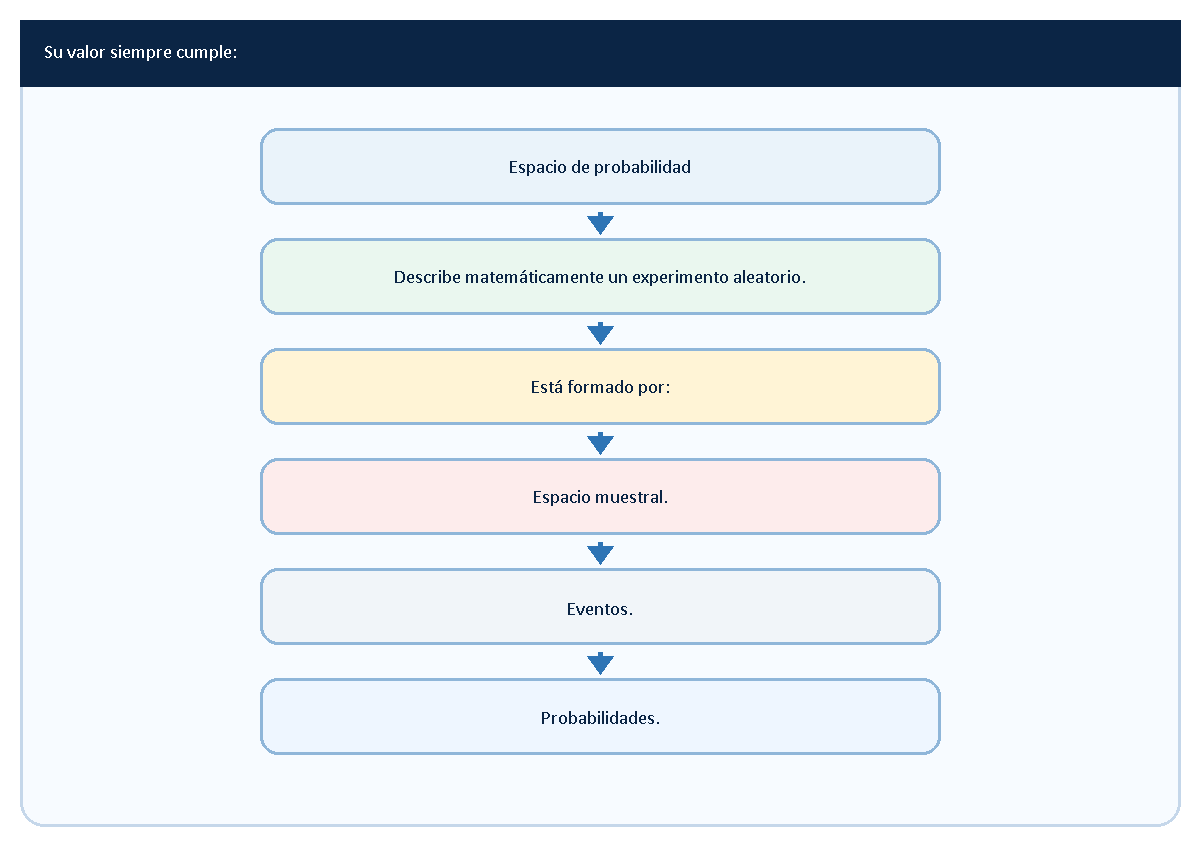 Su valor siempre cumple:
Espacio de probabilidad
Describe matemáticamente un experimento aleatorio.
Está formado por:
Espacio muestral.
Eventos.
Probabilidades.